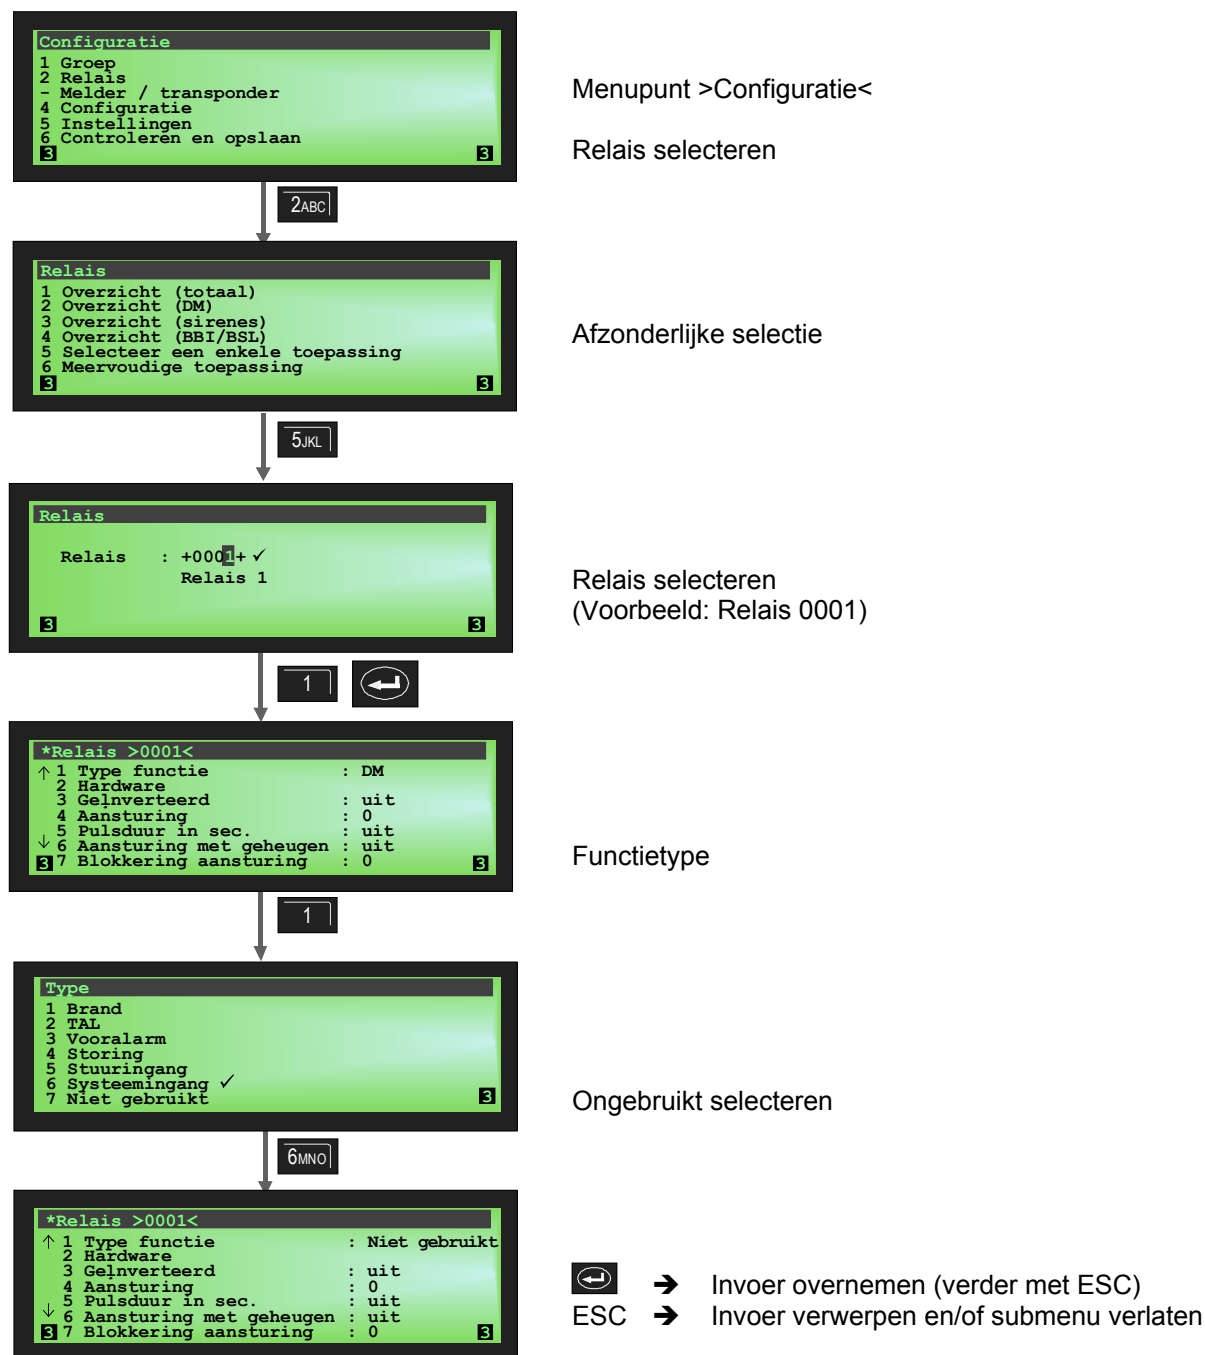 Configuratie
1 Groep
2 Relais
- Melder / transponder
4 Configuratie
5 Instellingen
6 Controleren en opslaan
3 3
Menupunt >Configuratie<
Relais selecteren
2ABC
Relais
1 Overzicht (totaal)
2 Overzicht (DM)
3 Overzicht (sirenes)
4 Overzicht (BBI/BSL)
5 Selecteer een enkele toepassing
6 Meervoudige toepassing
3 3
Afzonderlijke selectie
5JKL
Relais
Relais : +0001+ ✓
Relais 1
3 3
Relais selecteren
(Voorbeeld: Relais 0001)
1
*Relais >0001<
↑ 1 Type functie : DM
2 Hardware
3 Geïnverteerd : uit
4 Aansturing : 0
5 Pulsduur in sec. : uit
↓ 6 Aansturing met geheugen : uit
3 7 Blokkering aansturing : 0 3
Functietype
1
Type
1 Brand
2 TAL
3 Vooralarm
4 Storing
5 Stuuringang
6 Systeemingang ✓
7 Niet gebruikt 3
Ongebruikt selecteren
6MNO
*Relais >0001<
↑ 1 Type functie : Niet gebruikt
2 Hardware
3 Geïnverteerd : uit
4 Aansturing : 0
5 Pulsduur in sec. : uit
↓ 6 Aansturing met geheugen : uit
3 7 Blokkering aansturing : 0 3
➔ Invoer overnemen (verder met ESC)
ESC ➔ Invoer verwerpen en/of submenu verlaten